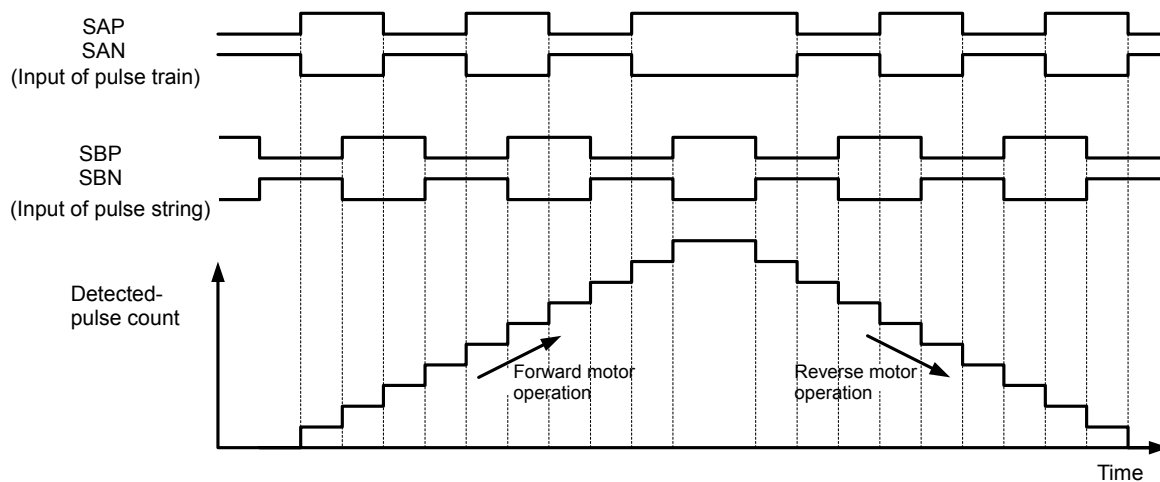 SAP
SAN
(Input of pulse train)
SBP
SBN
(Input of pulse string)
Detected-
pulse count
Forward motor
operation
Reverse motor
operation
Time